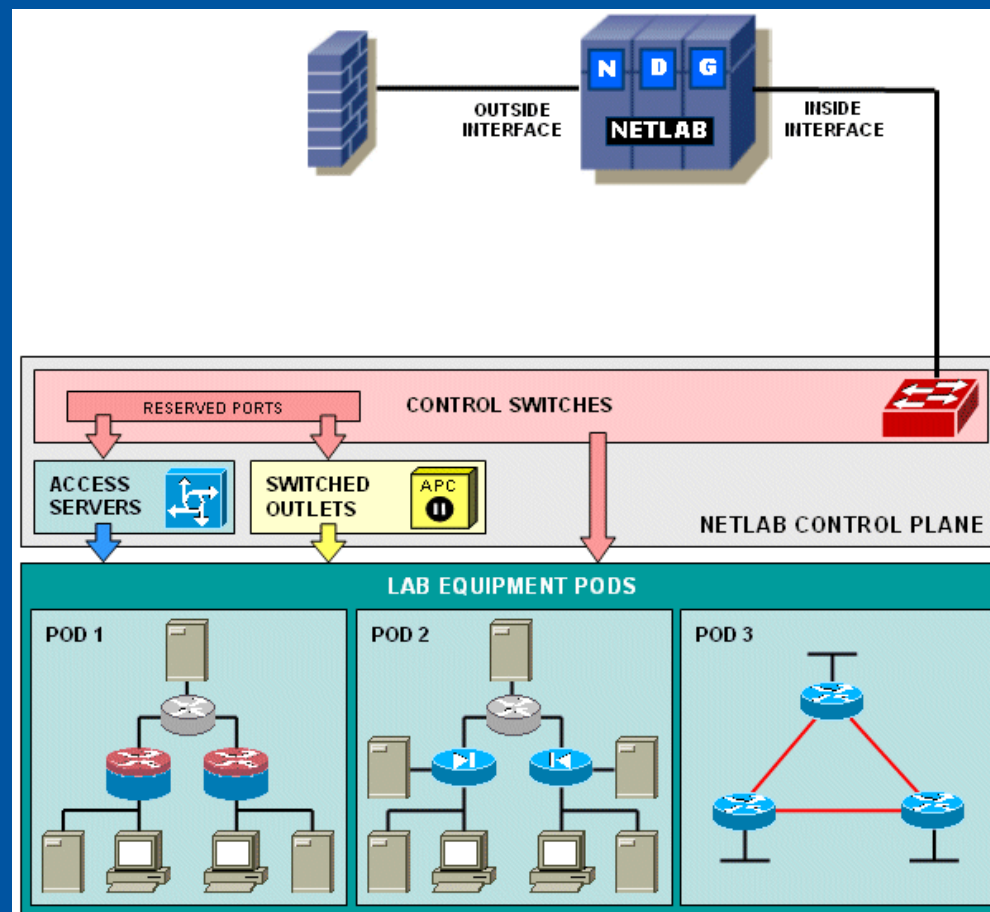 N D G
NETLAB
OUTSIDE
INTERFACE
INSIDE
INTERFACE
RESERVED PORTS
CONTROL SWITCHES
ACCESS
SERVERS
SWITCHED
OUTLETS
APC
NETLAB CONTROL PLANE
LAB EQUIPMENT PODS
POD 1
POD 2
POD 3